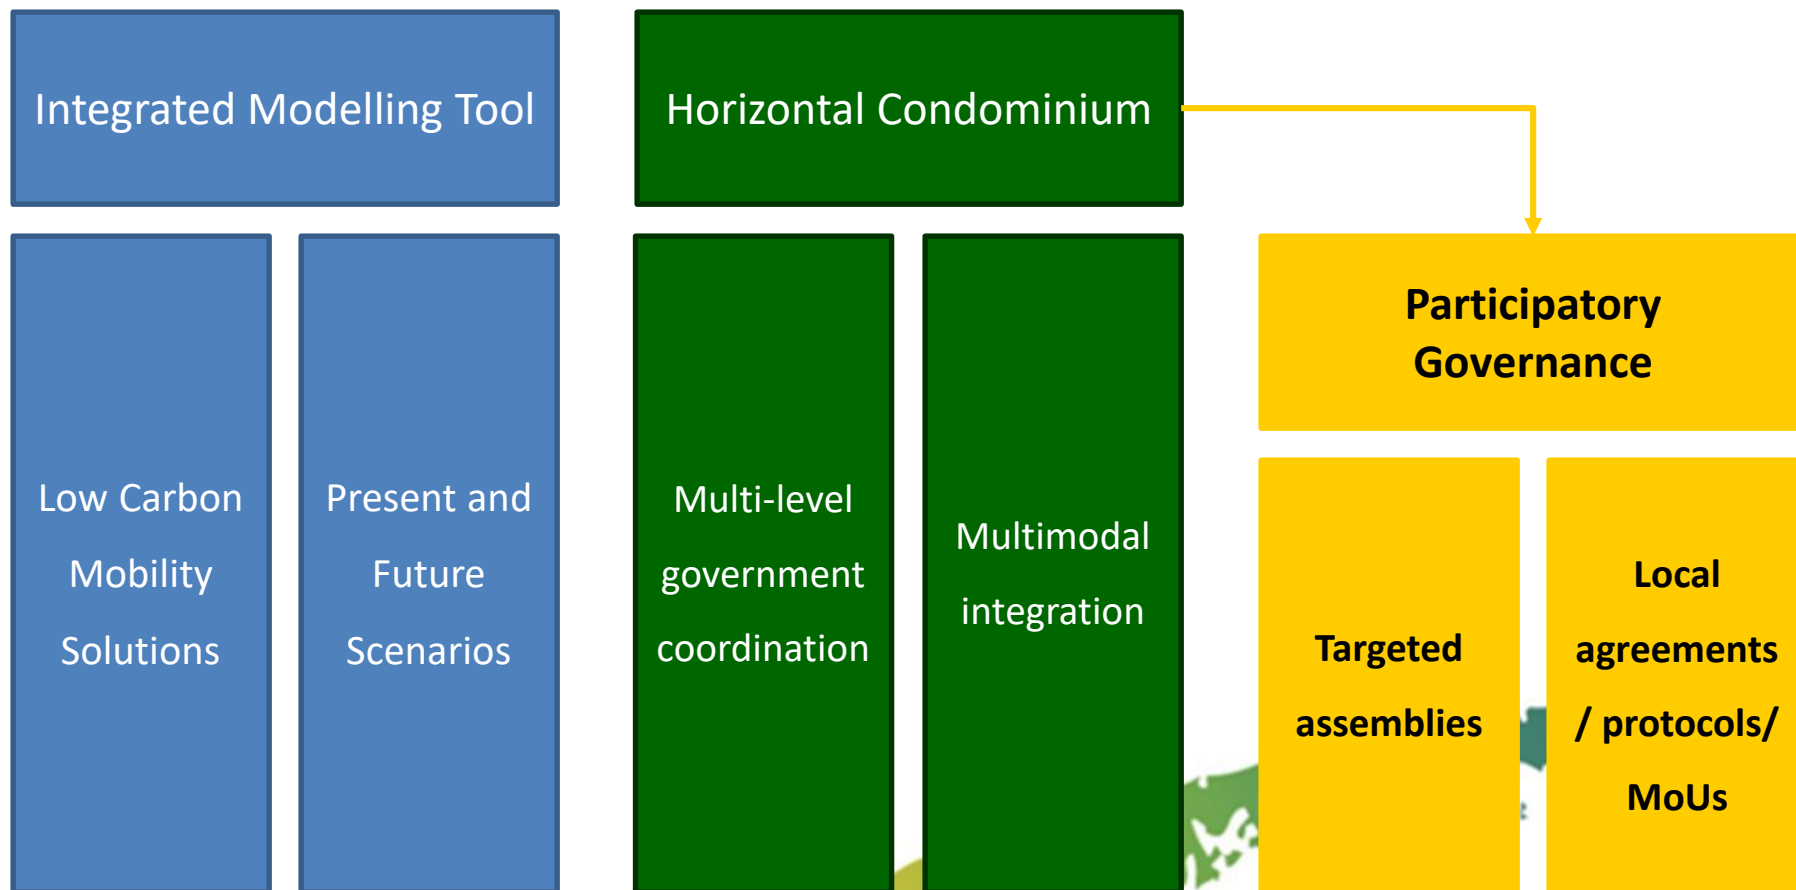 Integrated Modelling Tool
Horizontal Condominium
Low Carbon
Mobility
Solutions
Present and
Future
Scenarios
Multi-level
government
coordination
Multimodal
integration
Participatory
Governance
Targeted
assemblies
Local
agreements
/ protocols/
MoUs